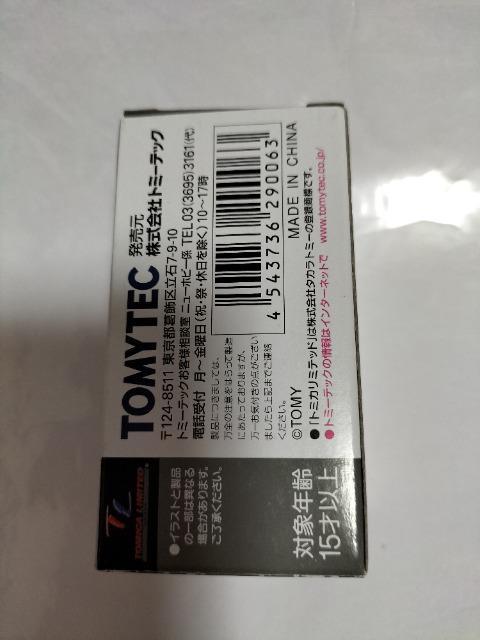 TOMYTEC
発売元
株式会社トミーテック
〒124-8511 東京都葛飾区立石7-9-10
トミーテックお客様相談室 ニューホビー係 TEL 03(3695)3161(代)
電話受付 月〜金曜日(祝・祭・休日を除く)10〜17時
製品につきましては、
万全の注意をはらって製造
にあたっておりますが、
万一お気付きの点がござい
ましたら上記までご連絡
ください。
4 543736 290063
MADE IN CHINA
©TOMY
●「トミカリミテッド」は株式会社タカラトミーの登録商標です。
●トミーテックの情報はインターネットで www.tomytec.co.jp/
TL
TOMICA LIMITED
●イラストと製品
の一部は異なる
場合があります。
ご了承ください。
対象年齢
15才以上